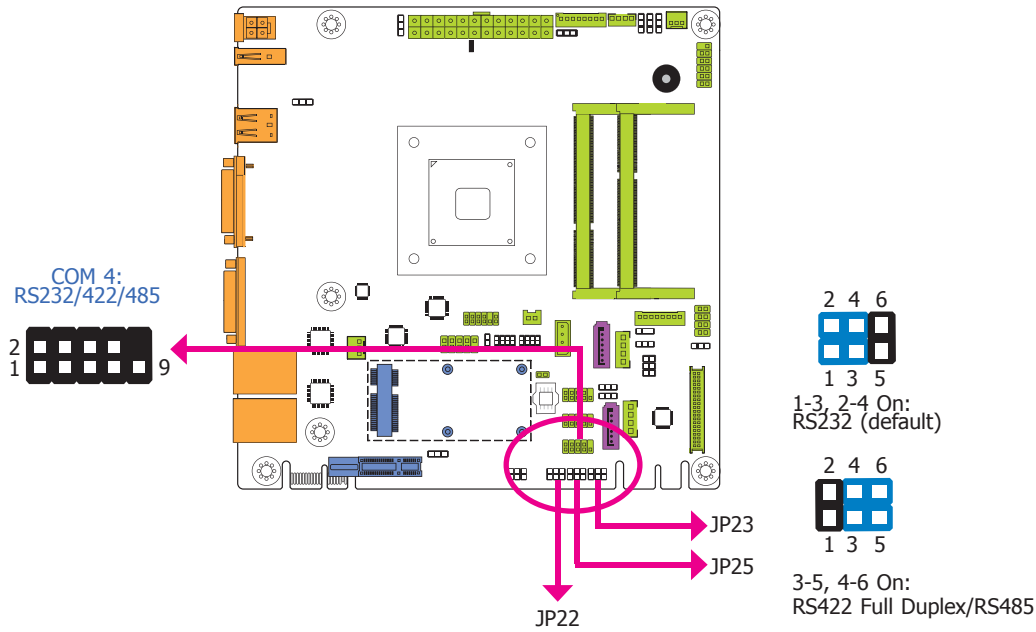 COM 4:
RS232/422/485
2
1
9
2 4 6
1 3 5
1-3, 2-4 On:
RS232 (default)
2 4 6
1 3 5
3-5, 4-6 On:
RS422 Full Duplex/RS485
JP23
JP25
JP22